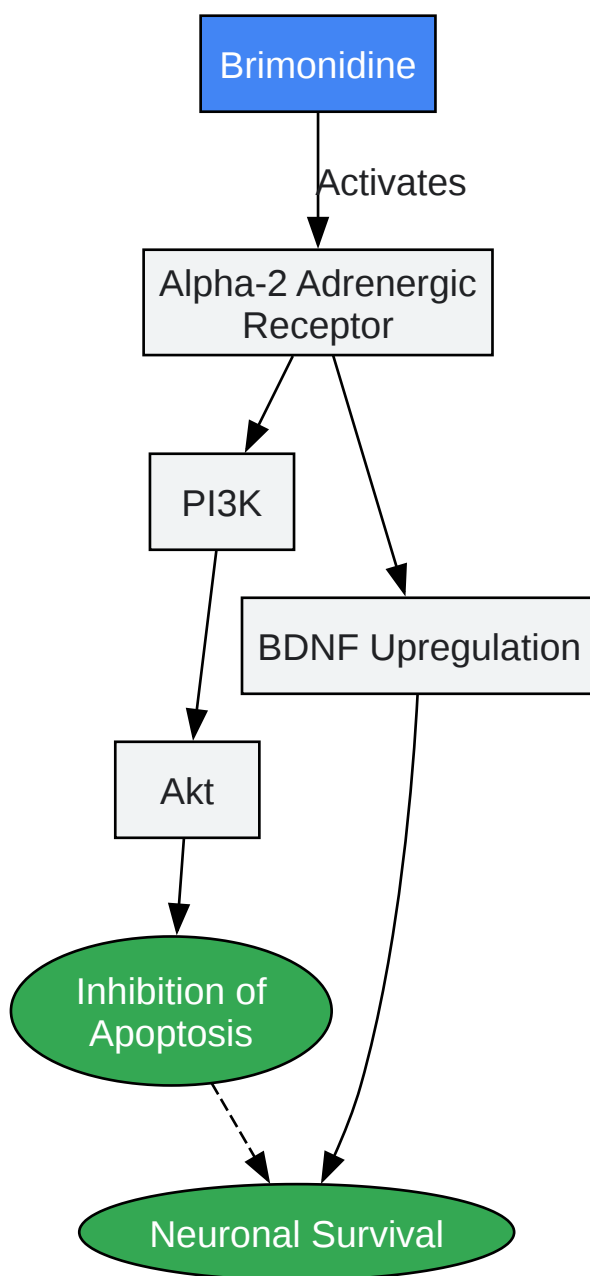 Brimonidine
Activates
Alpha-2 Adrenergic
Receptor
PI3K
BDNF Upregulation
Akt
Inhibition of
Apoptosis
Neuronal Survival